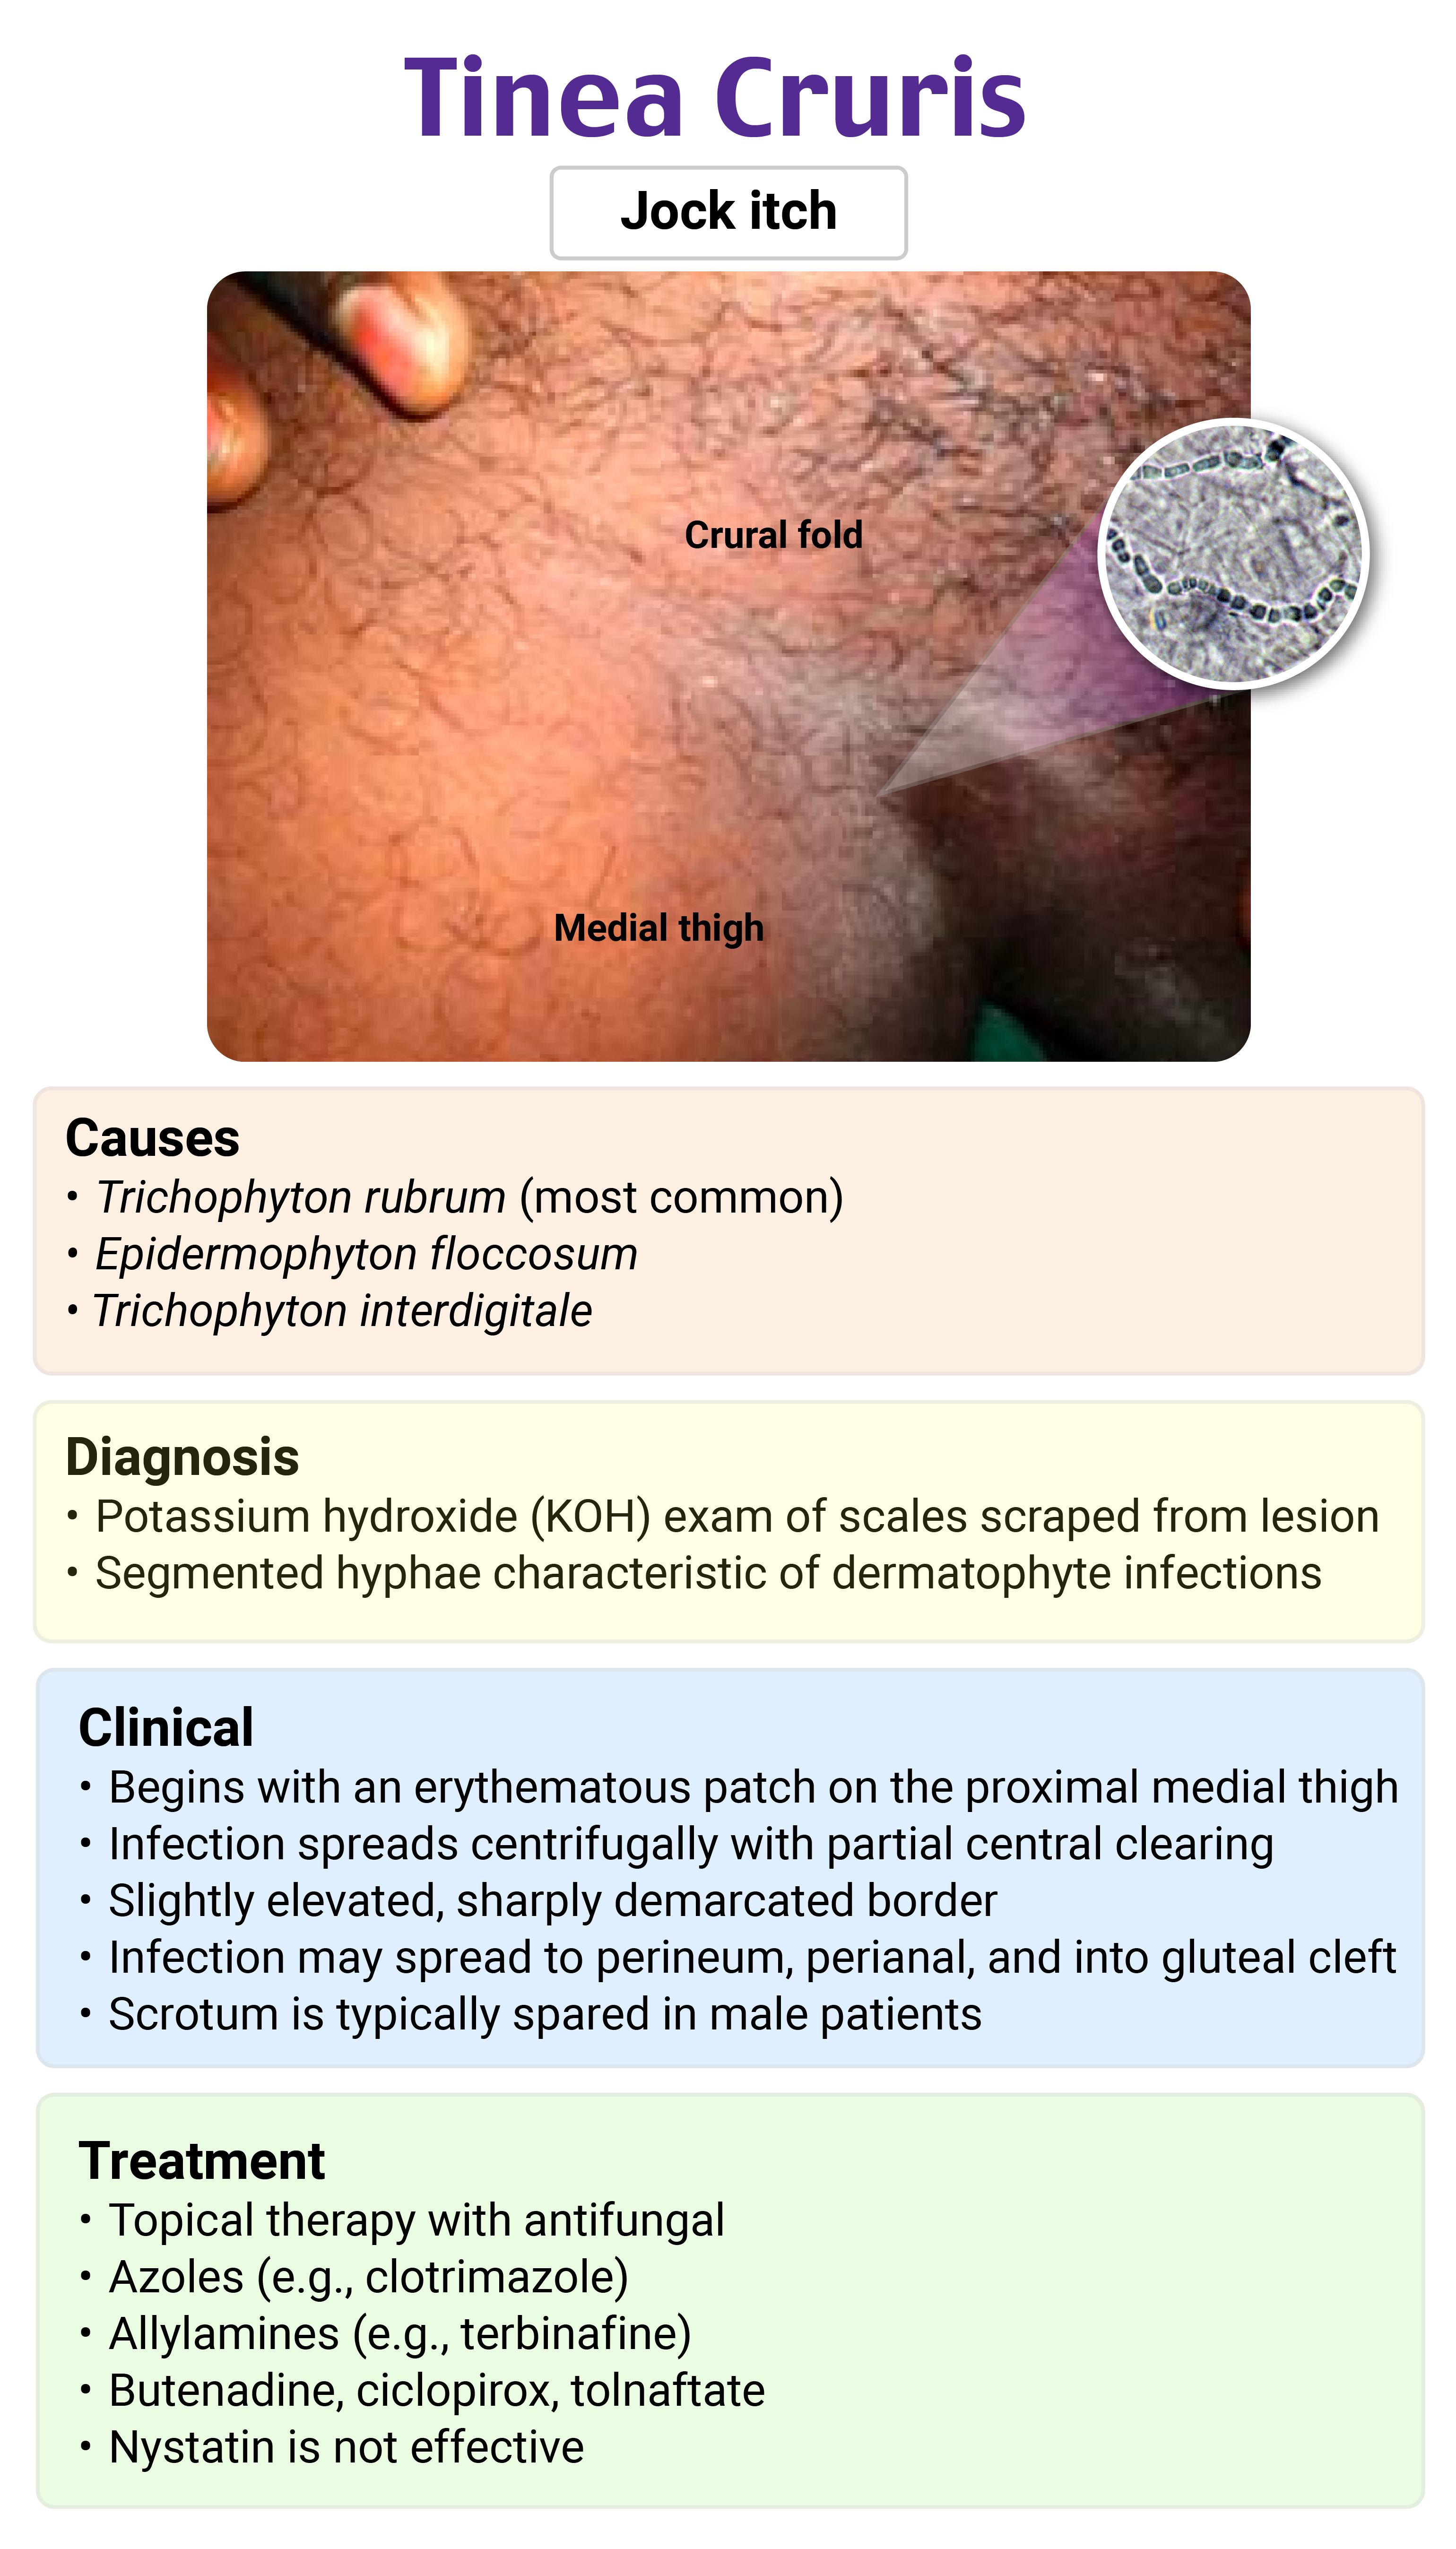 Tinea Cruris
Jock itch
Crural fold
Medial thigh
Causes
• Trichophyton rubrum (most common)
• Epidermophyton floccosum
• Trichophyton interdigitale
Diagnosis
• Potassium hydroxide (KOH) exam of scales scraped from lesion
• Segmented hyphae characteristic of dermatophyte infections
Clinical
• Begins with an erythematous patch on the proximal medial thigh
• Infection spreads centrifugally with partial central clearing
• Slightly elevated, sharply demarcated border
• Infection may spread to perineum, perianal, and into gluteal cleft
• Scrotum is typically spared in male patients
Treatment
• Topical therapy with antifungal
• Azoles (e.g., clotrimazole)
• Allylamines (e.g., terbinafine)
• Butenadine, ciclopirox, tolnaftate
• Nystatin is not effective